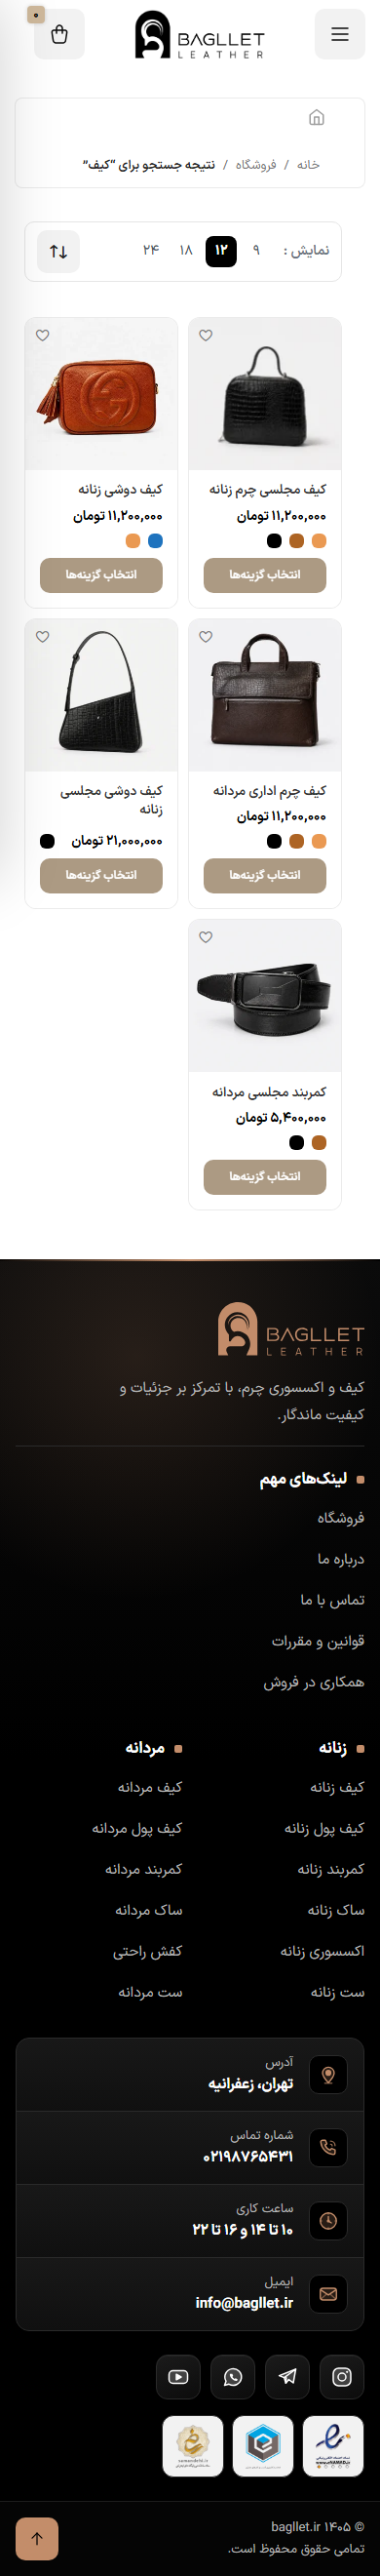 ۰
BAGLLET
LEATHER
خانه / فروشگاه / نتیجه جستجو برای “کیف”
نمایش : ۹ ۱۲ ۱۸ ۲۴
کیف مجلسی چرم زنانه
۱۱,۲۰۰,۰۰۰ تومان
انتخاب گزینه‌ها
کیف دوشی زنانه
۱۱,۲۰۰,۰۰۰ تومان
انتخاب گزینه‌ها
کیف چرم اداری مردانه
۱۱,۲۰۰,۰۰۰ تومان
انتخاب گزینه‌ها
کیف دوشی مجلسی
زنانه
۲۱,۰۰۰,۰۰۰ تومان
انتخاب گزینه‌ها
کمربند مجلسی مردانه
۵,۴۰۰,۰۰۰ تومان
انتخاب گزینه‌ها
BAGLLET
LEATHER
کیف و اکسسوری چرم، با تمرکز بر جزئیات و
کیفیت ماندگار.
لینک‌های مهم
فروشگاه
درباره ما
تماس با ما
قوانین و مقررات
همکاری در فروش
زنانه
کیف زنانه
کیف پول زنانه
کمربند زنانه
ساک زنانه
اکسسوری زنانه
ست زنانه
مردانه
کیف مردانه
کیف پول مردانه
کمربند مردانه
ساک مردانه
کفش راحتی
ست مردانه
آدرس
تهران، زعفرانیه
شماره تماس
۰۲۱۹۸۷۶۵۴۳۱
ساعت کاری
۱۰ تا ۱۴ و ۱۶ تا ۲۲
ایمیل
info@bagllet.ir
© ۱۴۰۵ bagllet.ir
تمامی حقوق محفوظ است.